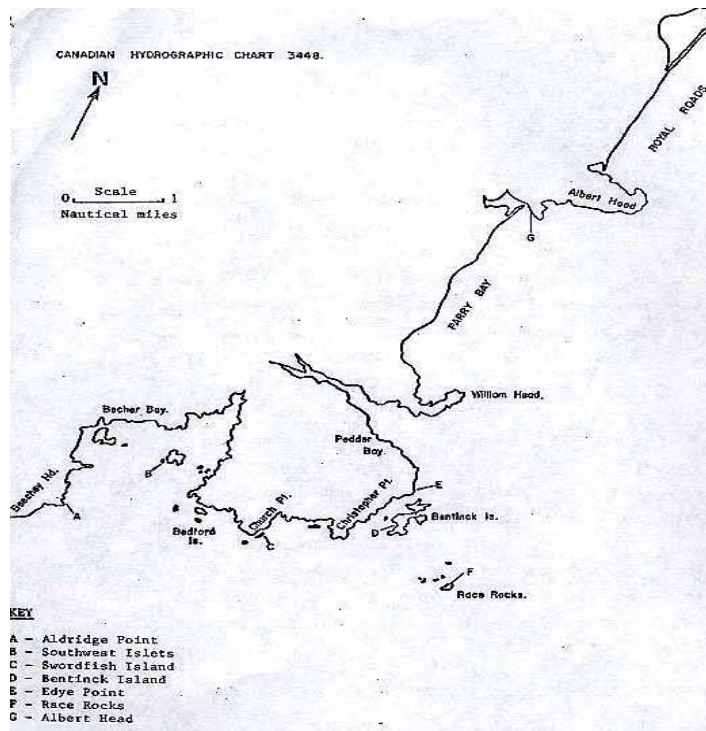 CANADIAN HYDROGRAPHIC CHART 3448.
N
Scale
0 1
Nautical miles
ROYAL ROADS
Albert Head
G
PARRY BAY
William Head.
Becher Bay.
Pedder
Bay.
B
Beechey Hd.
A
E
Church Pt.
Christopher Pt.
Bentinck Is.
Bedford
Is.
C
D
F
Race Rocks.
KEY
A - Aldridge Point
B - Southwest Islets
C - Swordfish Island
D - Bentinck Island
E - Edye Point
F - Race Rocks
G - Albert Head